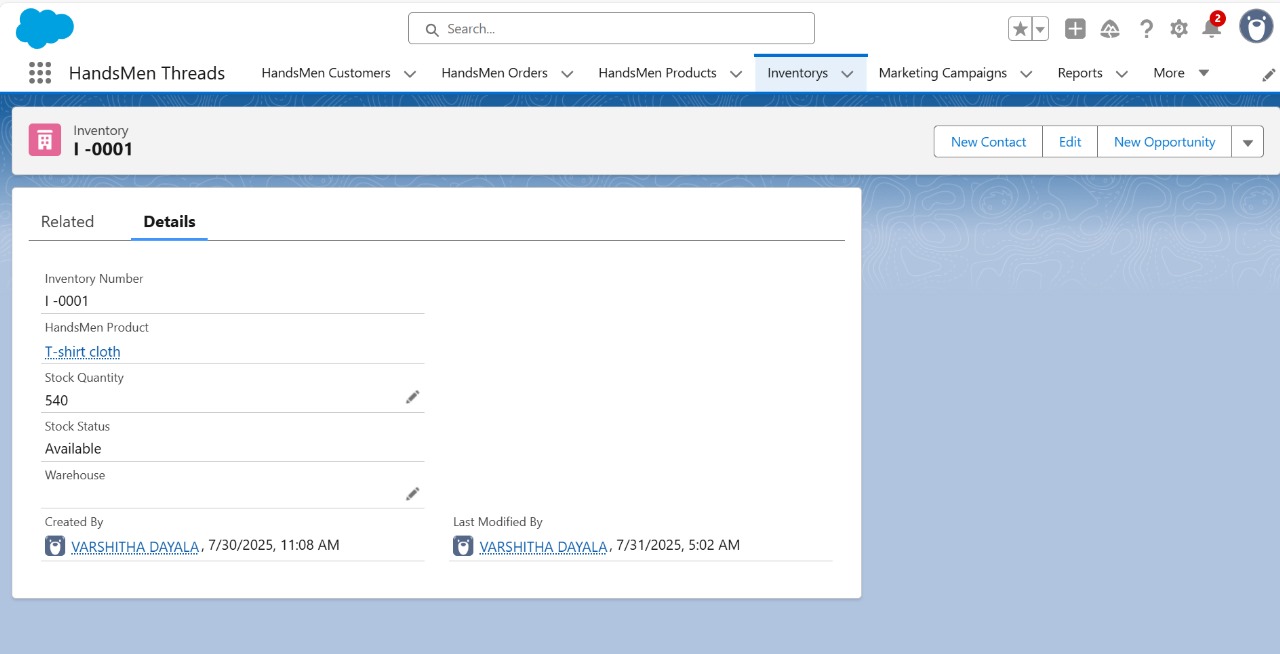 Search...
2
HandsMen Threads HandsMen Customers HandsMen Orders HandsMen Products Inventorys Marketing Campaigns Reports More
Inventory
I -0001
New Contact Edit New Opportunity
Related Details
Inventory Number
I -0001
HandsMen Product
T-shirt cloth
Stock Quantity
540
Stock Status
Available
Warehouse
Created By Last Modified By
VARSHITHA DAYALA, 7/30/2025, 11:08 AM VARSHITHA DAYALA, 7/31/2025, 5:02 AM